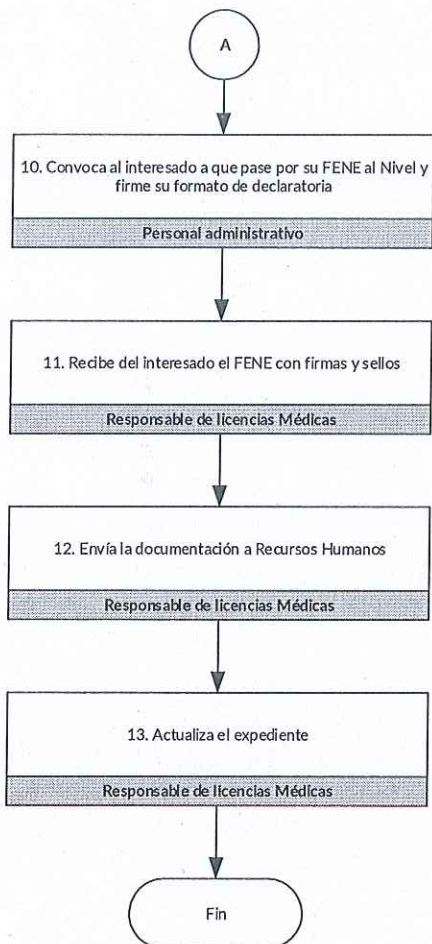 A
10. Convoca al interesado a que pase por su FENE al Nivel y
firme su formato de declaratoria
Personal administrativo
11. Recibe del interesado el FENE con firmas y sellos
Responsable de licencias Médicas
12. Envía la documentación a Recursos Humanos
Responsable de licencias Médicas
13. Actualiza el expediente
Responsable de licencias Médicas
Fin